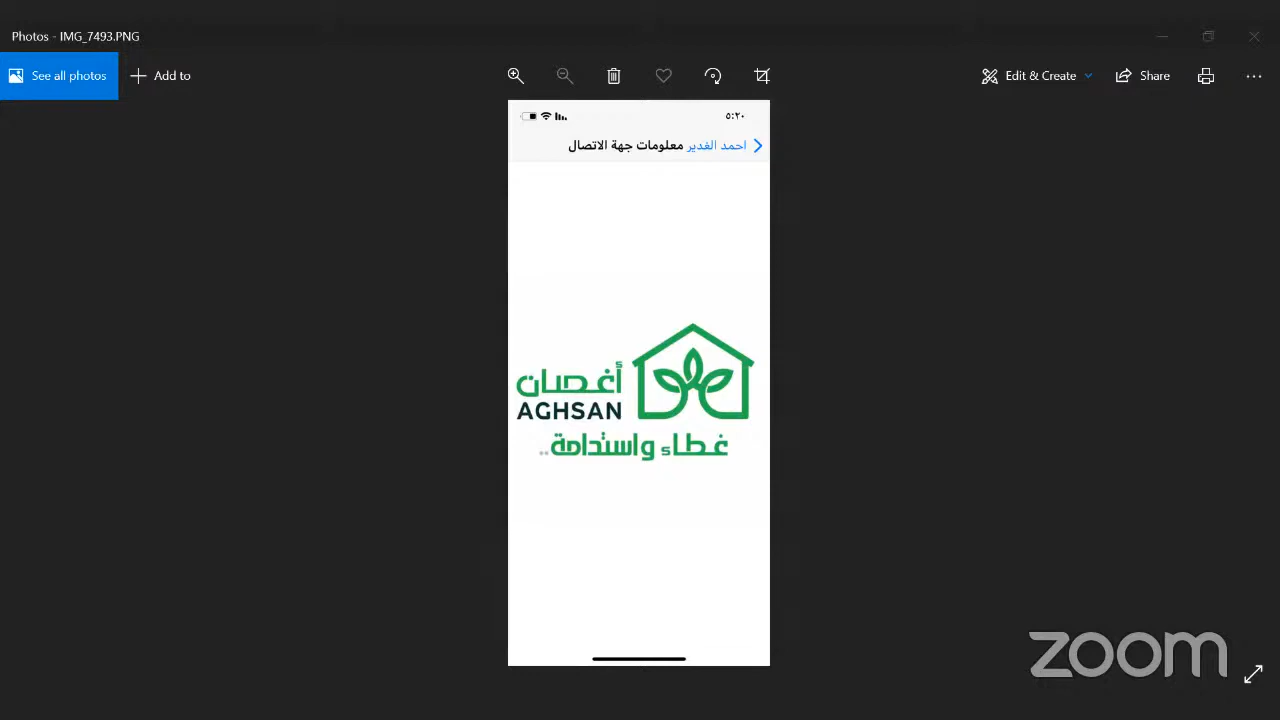 Photos - IMG_7493.PNG
See all photos
Add to
Edit & Create
Share
٥:٢٠
احمد الغدير معلومات جهة الاتصال
أغصان
AGHSAN
غطاء واستدامة..
zoom